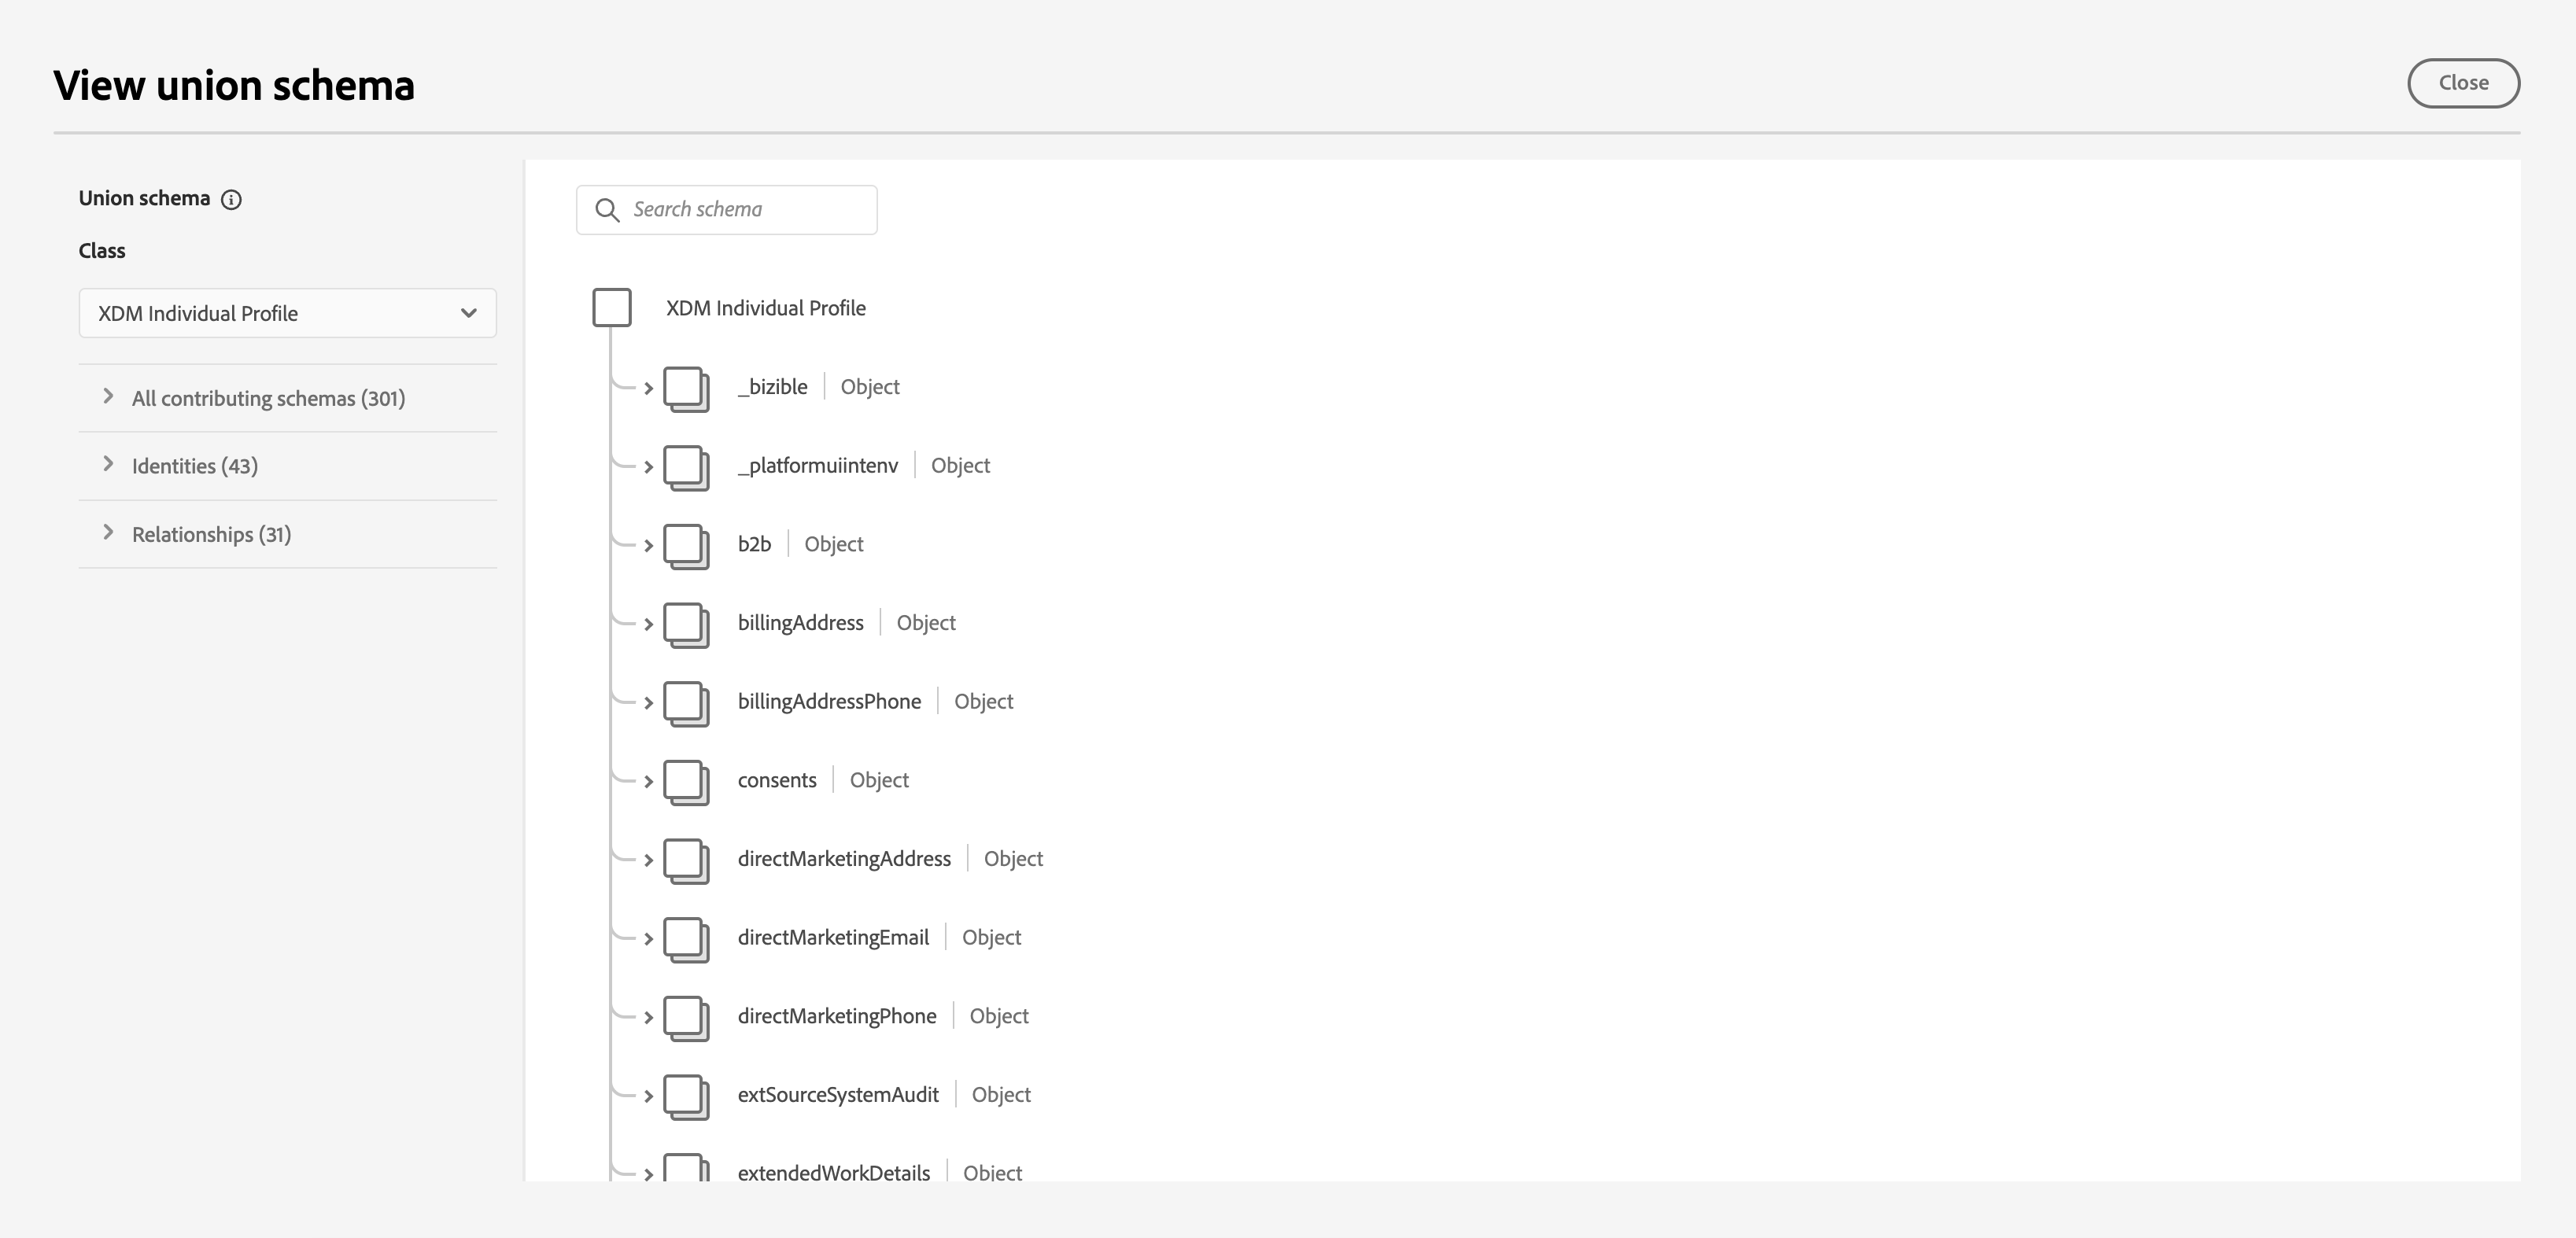 View union schema
Close
Union schema
Class
XDM Individual Profile
All contributing schemas (301)
Identities (43)
Relationships (31)
Search schema
XDM Individual Profile
_bizible Object
_platformuiintenv Object
b2b Object
billingAddress Object
billingAddressPhone Object
consents Object
directMarketingAddress Object
directMarketingEmail Object
directMarketingPhone Object
extSourceSystemAudit Object
extendedWorkDetails Object